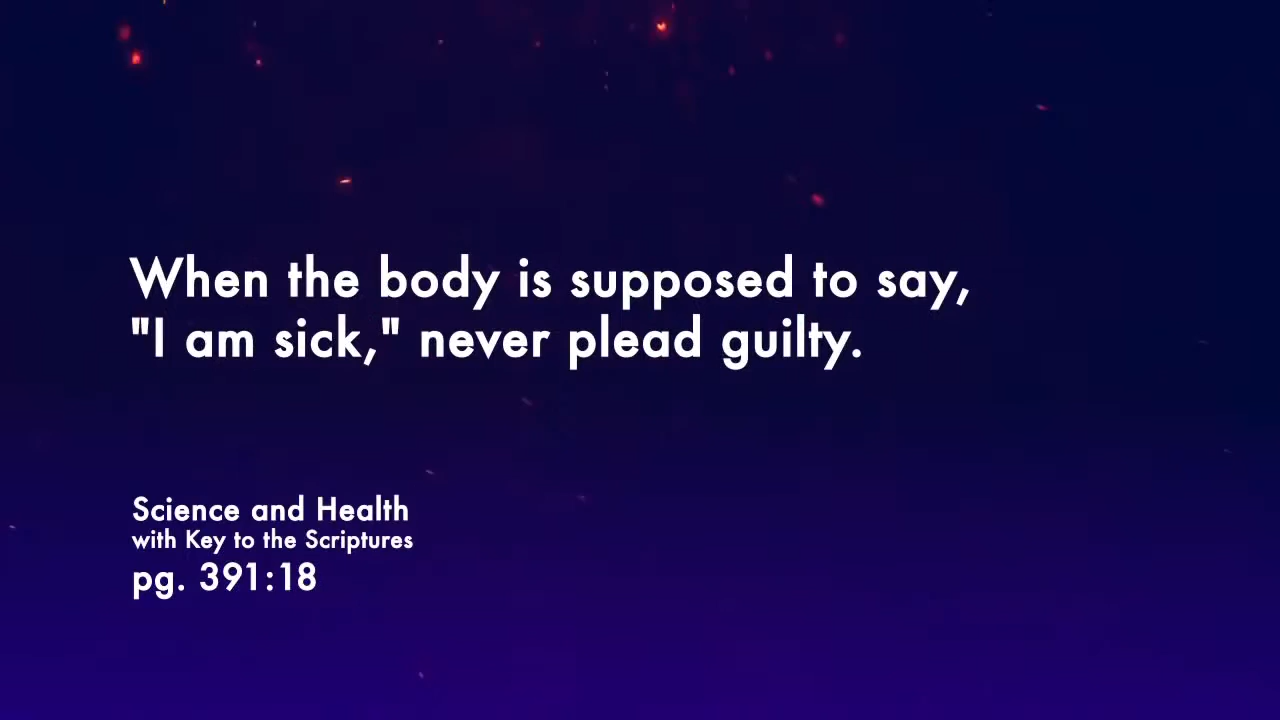 When the body is supposed to say,
"I am sick," never plead guilty.
Science and Health
with Key to the Scriptures
pg. 391:18